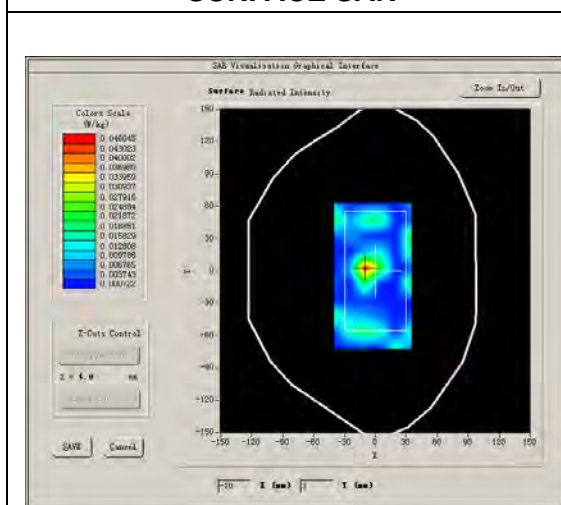 SURFACE SAR
SAR Visualisation Graphical Interface
Surface Radiated Intensity
Zoom In/Out
Colors Scale
(W/kg)
0.046045
0.043023
0.040002
0.036980
0.033959
0.030937
0.027916
0.024894
0.021872
0.018851
0.015829
0.012808
0.009786
0.006765
0.003743
0.000722
150
120
90
60
30
0
-30
-60
-90
-120
-150
Y
-150 -120 -90 -60 -30 0 30 60 90 120 150
X
Z-Cuts Control
Z = 4.0 mm
SAVE Cancel
-10 X (mm) Y (mm)